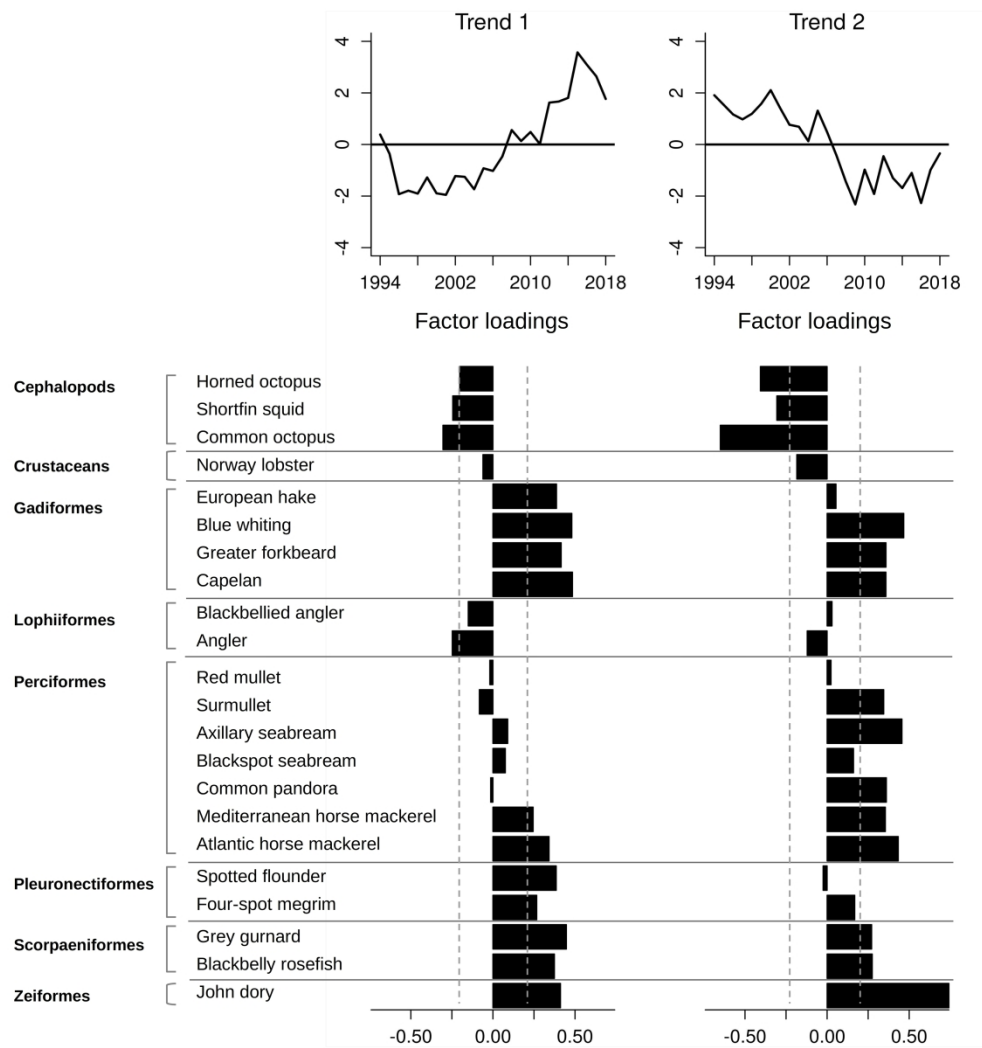 Trend 1 Trend 2
4 4
2 2
0 0
-2 -2
-4 -4
1994 2002 2010 2018 1994 2002 2010 2018
Factor loadings Factor loadings
Cephalopods
Horned octopus
Shortfin squid
Common octopus
Crustaceans
Norway lobster
Gadiformes
European hake
Blue whiting
Greater forkbeard
Capelan
Lophiiformes
Blackbellied angler
Angler
Perciformes
Red mullet
Surmullet
Axillary seabream
Blackspot seabream
Common pandora
Mediterranean horse mackerel
Atlantic horse mackerel
Pleuronectiformes
Spotted flounder
Four-spot megrim
Scorpaeniformes
Grey gurnard
Blackbelly rosefish
Zeiformes
John dory
-0.50 0.00 0.50 -0.50 0.00 0.50